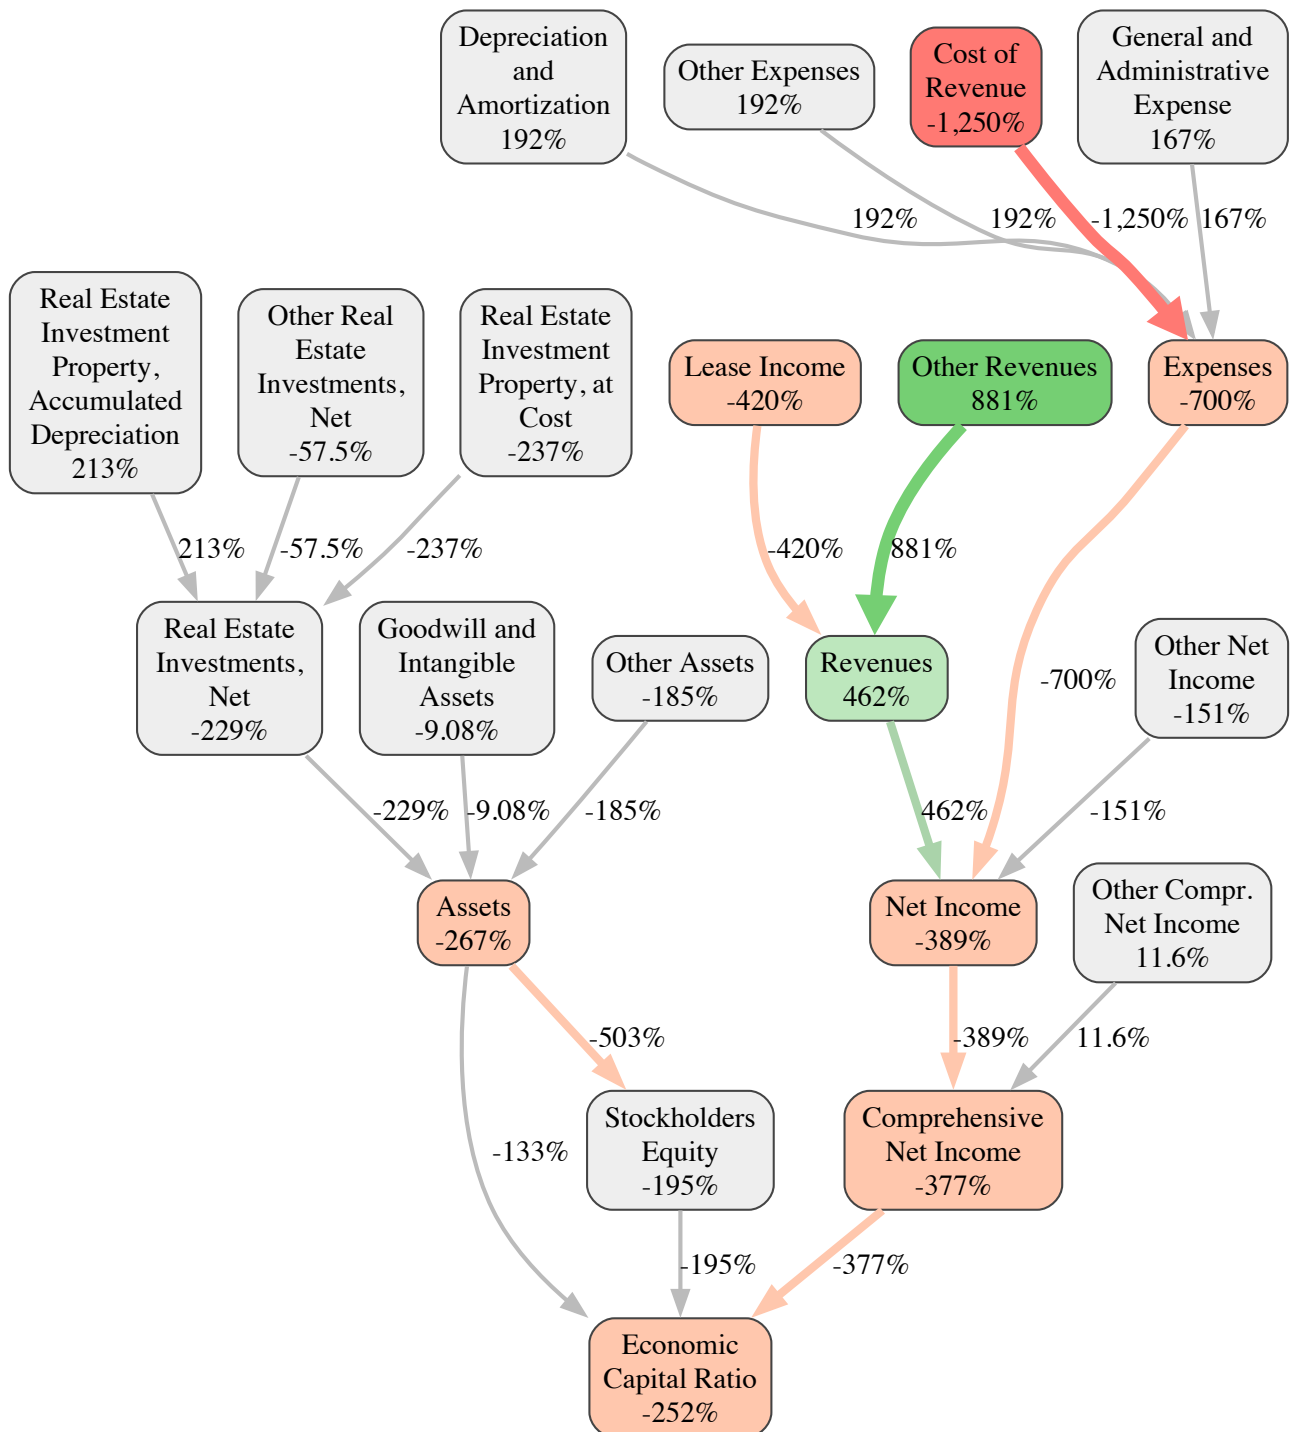 Depreciation
and
Amortization
192%
Other Expenses
192%
Cost of
Revenue
-1,250%
General and
Administrative
Expense
167%
192%
192%
-1,250%
167%
Real Estate
Investment
Property,
Accumulated
Depreciation
213%
Other Real
Estate
Investments,
Net
-57.5%
Real Estate
Investment
Property, at
Cost
-237%
Lease Income
-420%
Other Revenues
881%
Expenses
-700%
213%
-57.5%
-237%
-420%
881%
Real Estate
Investments,
Net
-229%
Goodwill and
Intangible
Assets
-9.08%
Other Assets
-185%
Revenues
462%
-700%
Other Net
Income
-151%
-229%
-9.08%
-185%
462%
-151%
Assets
-267%
Net Income
-389%
Other Compr.
Net Income
11.6%
-503%
-389%
11.6%
-133%
Stockholders
Equity
-195%
Comprehensive
Net Income
-377%
-195%
-377%
Economic
Capital Ratio
-252%